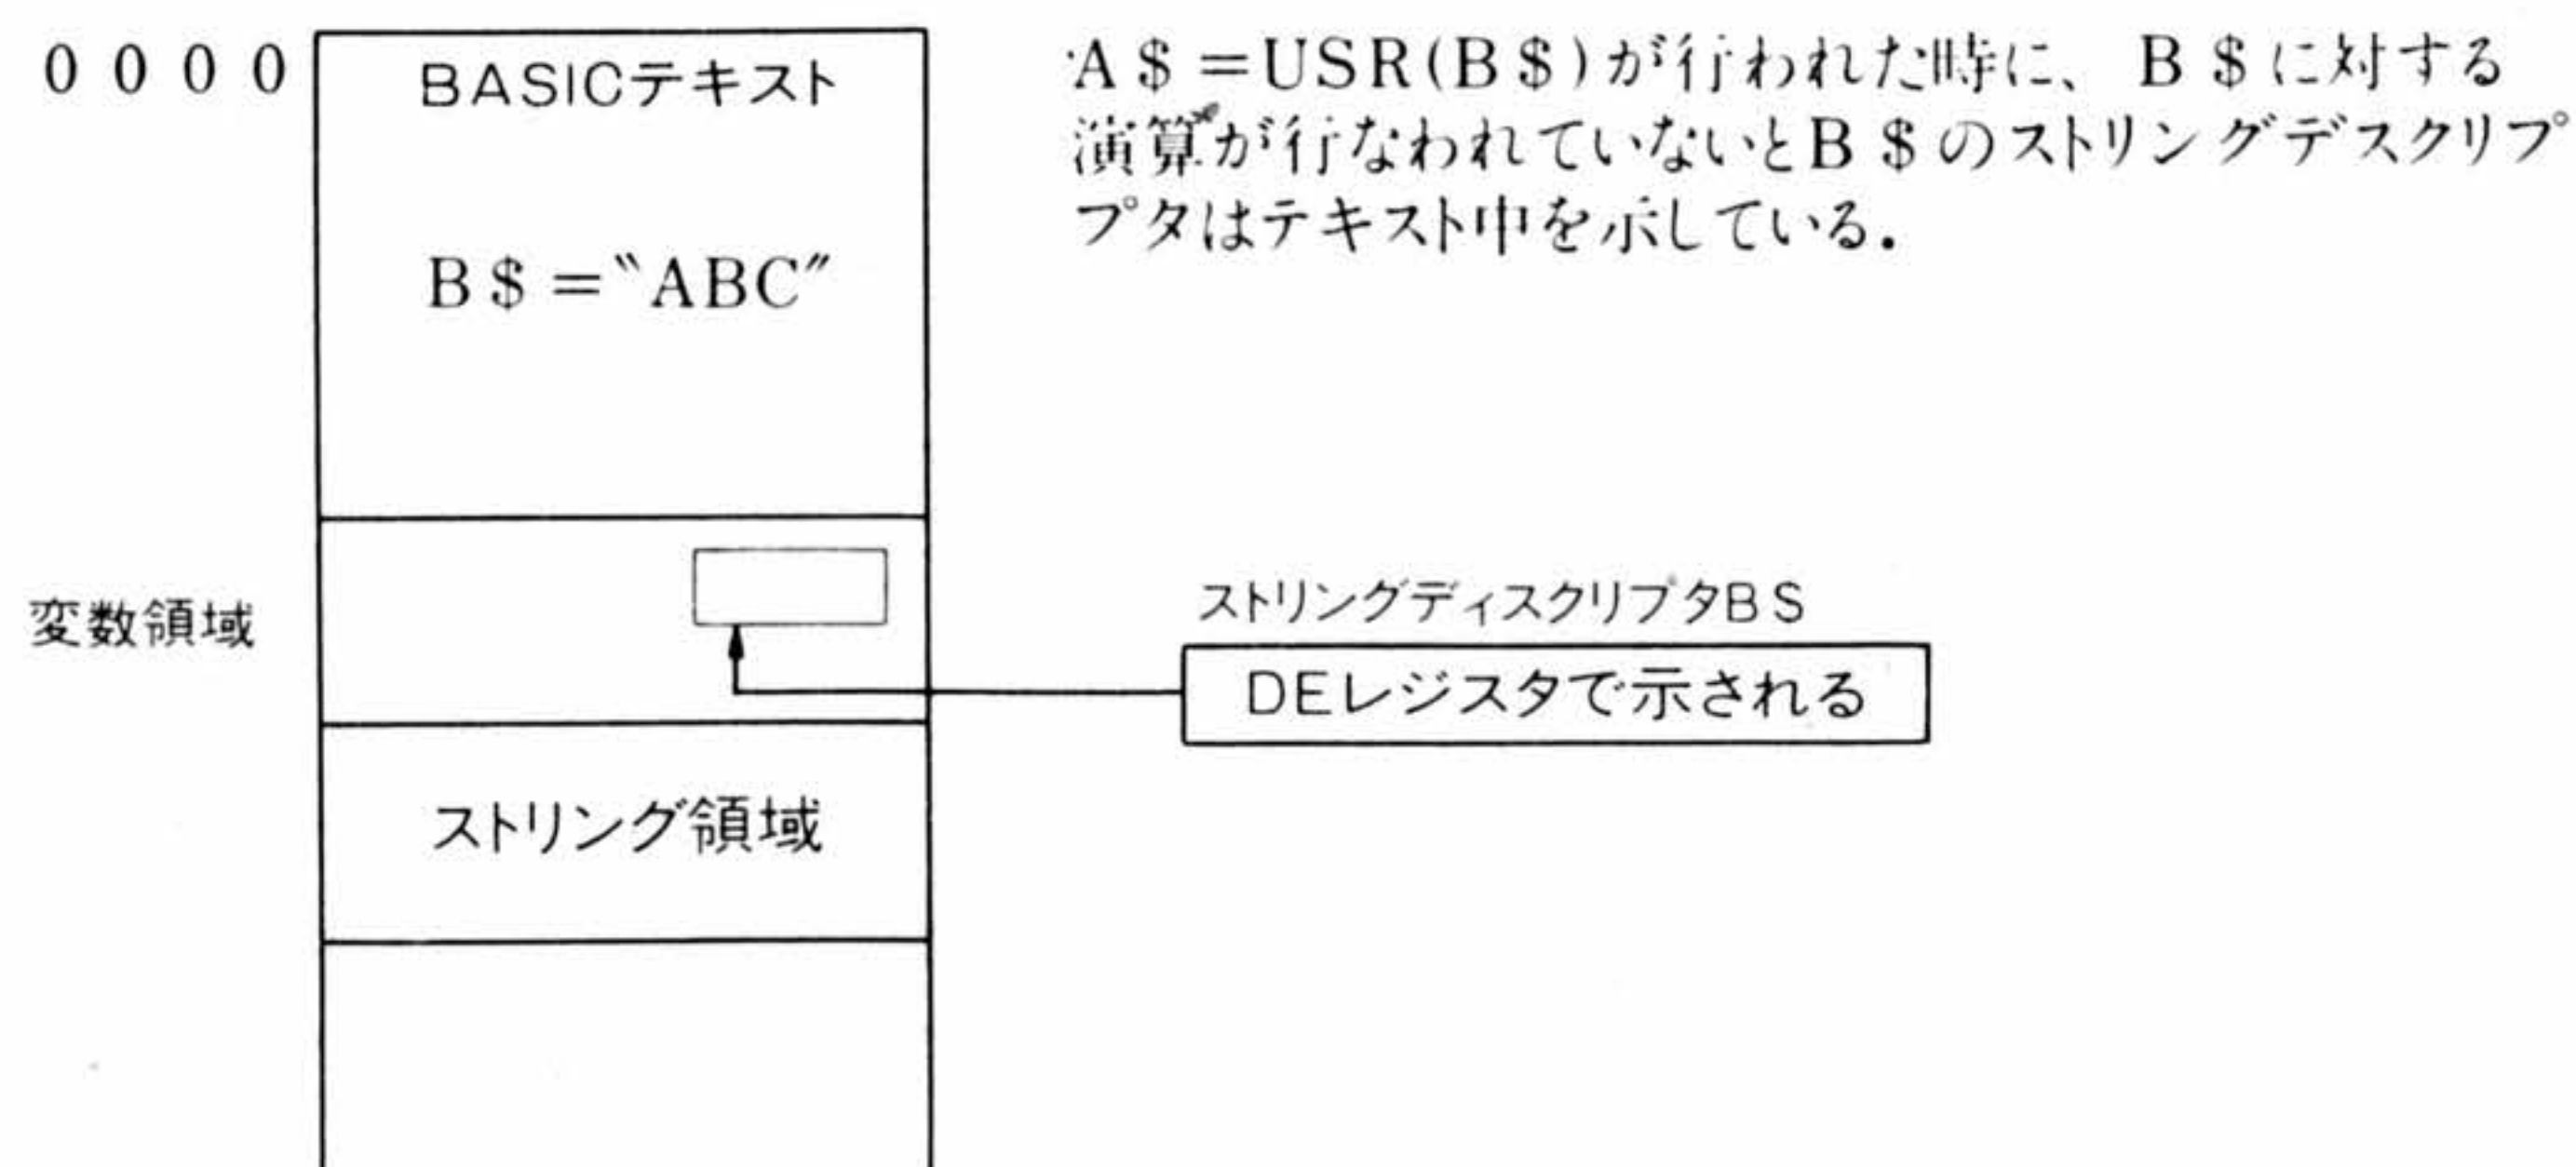 0000
BASICテキスト
B$=〝ABC〞
A$=USR(B$)が行われた時に、B$に対する
演算が行なわれていないとB$のストリングデスクリプ
プタはテキスト中を示している.
変数領域
ストリングディスクリプタBS
DEレジスタで示される
ストリング領域